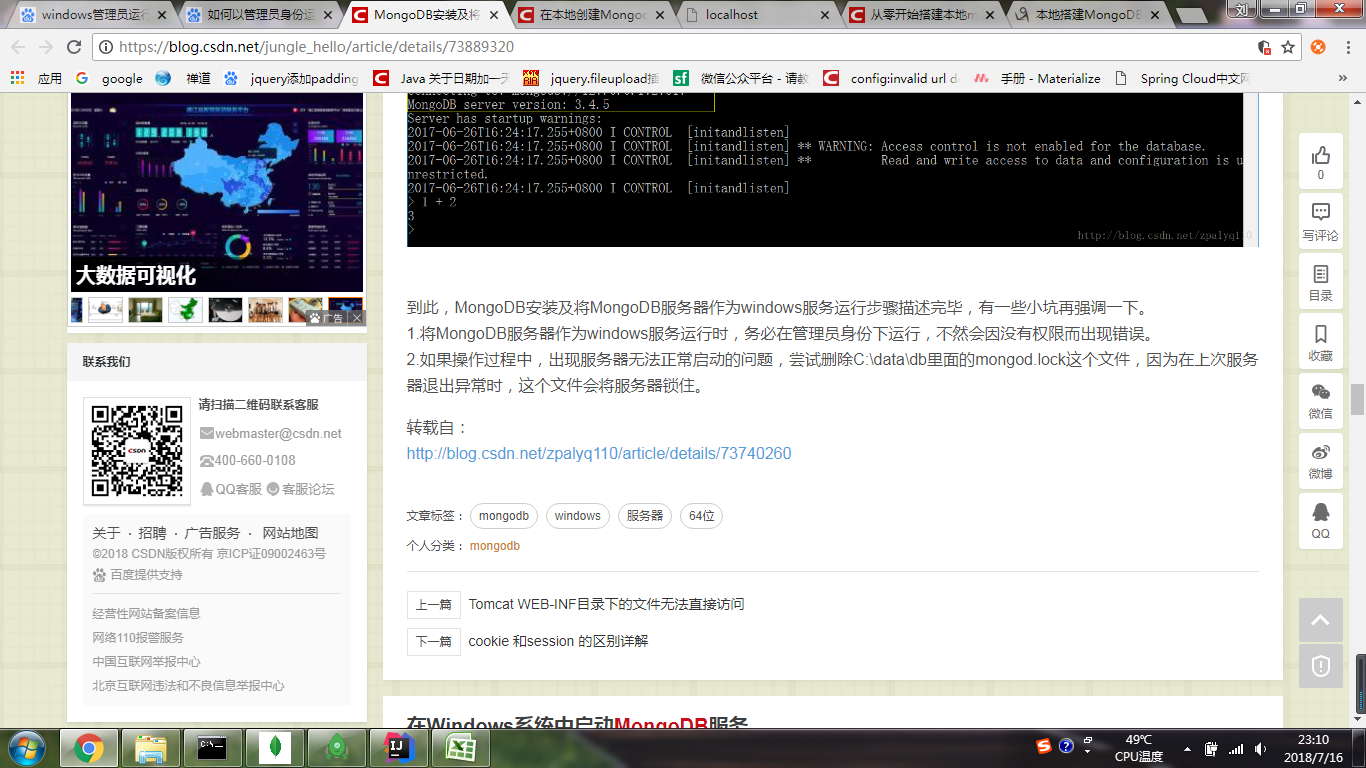 windows管理员运行
如何以管理员身份运
MongoDB安装及将
在本地创建Mongod
localhost
从零开始搭建本地m
本地搭建MongoDB
刘
https://blog.csdn.net/jungle_hello/article/details/73889320
应用
google
禅道
jquery添加padding
Java 关于日期加一天
jquery.fileupload插
微信公众平台 - 请教
config:invalid url d
手册 - Materialize
Spring Cloud中文网
»
大数据可视化
广告
MongoDB server version: 3.4.5
Server has startup warnings:
2017-06-26T16:24:17.255+0800 I CONTROL [initandlisten]
2017-06-26T16:24:17.255+0800 I CONTROL [initandlisten] ** WARNING: Access control is not enabled for the database.
2017-06-26T16:24:17.255+0800 I CONTROL [initandlisten] ** Read and write access to data and configuration is u
nrestricted.
2017-06-26T16:24:17.255+0800 I CONTROL [initandlisten]
> 1 + 2
3
>
http://blog.csdn.net/zpalyq110
到此，MongoDB安装及将MongoDB服务器作为windows服务运行步骤描述完毕，有一些小坑再强调一下。
1.将MongoDB服务器作为windows服务运行时，务必在管理员身份下运行，不然会因没有权限而出现错误。
2.如果操作过程中，出现服务器无法正常启动的问题，尝试删除C:\data\db里面的mongod.lock这个文件，因为在上次服务
器退出异常时，这个文件会将服务器锁住。
转载自：
http://blog.csdn.net/zpalyq110/article/details/73740260
文章标签： mongodb windows 服务器 64位
个人分类： mongodb
上一篇 Tomcat WEB-INF目录下的文件无法直接访问
下一篇 cookie 和session 的区别详解
在Windows系统中启动MongoDB服务
联系我们
请扫描二维码联系客服
CSDN
webmaster@csdn.net
400-660-0108
QQ客服 客服论坛
关于 · 招聘 · 广告服务 · 网站地图
©2018 CSDN版权所有 京ICP证09002463号
百度提供支持
经营性网站备案信息
网络110报警服务
中国互联网举报中心
北京互联网违法和不良信息举报中心
0
写评论
目录
收藏
微信
微博
QQ
49℃
CPU温度
23:10
2018/7/16